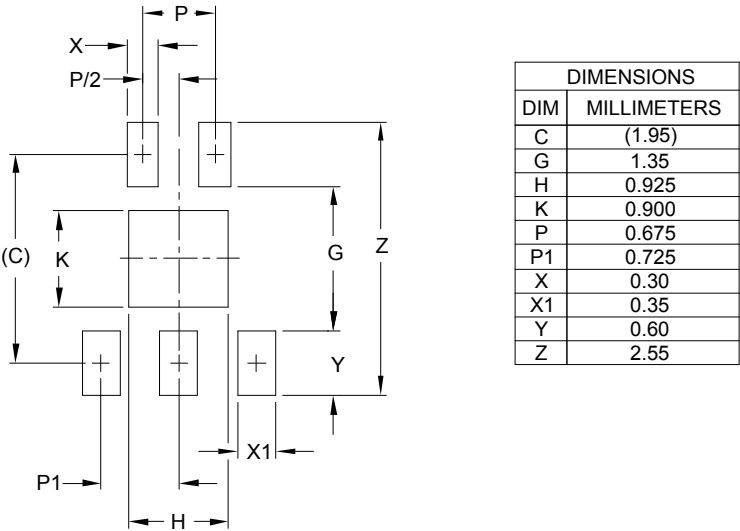 P
X
P/2
(C)
K
G
Z
Y
X1
P1
H
DIMENSIONS
DIM MILLIMETERS
C (1.95)
G 1.35
H 0.925
K 0.900
P 0.675
P1 0.725
X 0.30
X1 0.35
Y 0.60
Z 2.55